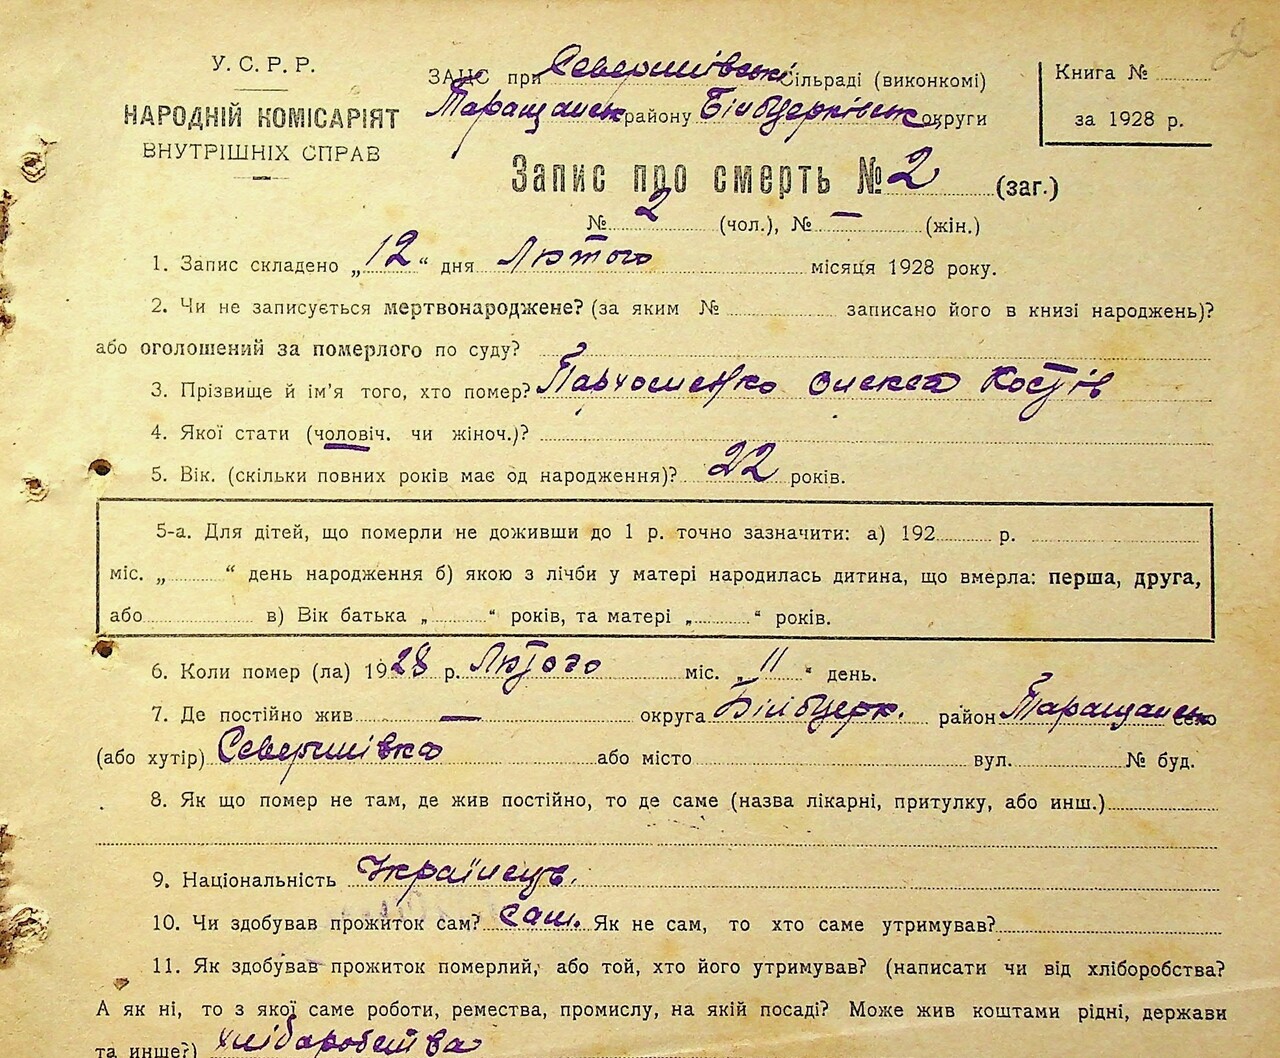 2
У. С. Р. Р.
НАРОДНІЙ КОМІСАРІЯТ
ВНУТРІШНІХ СПРАВ
ЗАПС при Северинівські Сільраді (виконкомі)
Таращанськ району Білоцерківськ округи
Книга №
за 1928 р.
Запис про смерть № 2 (заг.)
№ 2 (чол.), № — (жін.)
1. Запис складено „12“ дня Лютого місяця 1928 року.
2. Чи не записується мертвонароджене? (за яким № записано його в книзі народжень)?
або оголошений за померлого по суду?
3. Прізвище й ім'я того, хто помер? Пархоменко Олекса Костів
4. Якої стати (чоловіч. чи жіноч.)?
5. Вік. (скільки повних років має од народження)? 22 років.
5-а. Для дітей, що померли не доживши до 1 р. точно зазначити: а) 192 р.
міс. „ “ день народження б) якою з лічби у матері народилась дитина, що вмерла: перша, друга,
або в) Вік батька „ “ років, та матері „ “ років.
6. Коли помер (ла) 1928 р. Лютого міс. „11“ день.
7. Де постійно жив — округа Білоцерк. район Таращанськ село
(або хутір) Северинівка або місто вул. № буд.
8. Як що помер не там, де жив постійно, то де саме (назва лікарні, притулку, або инш.)
9. Національність Українець.
10. Чи здобував прожиток сам? сам. Як не сам, то хто саме утримував?
11. Як здобував прожиток померлий, або той, хто його утримував? (написати чи від хліборобства?
А як ні, то з якої саме роботи, ремества, промислу, на якій посаді? Може жив коштами рідні, держави
та инше?) хліборобства